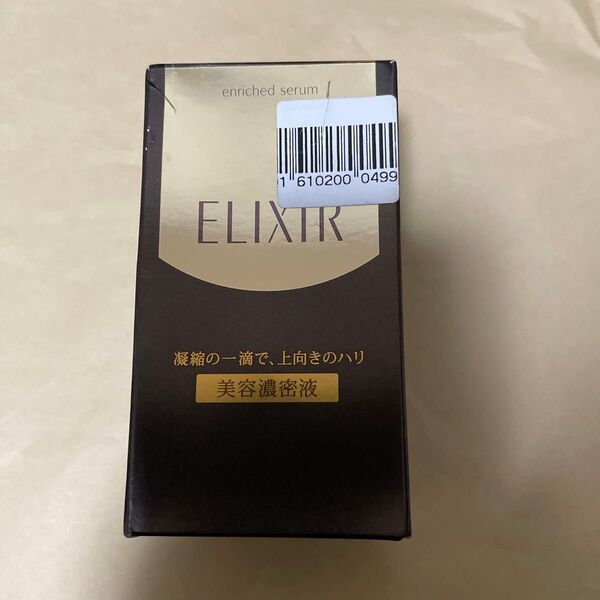 enriched serum
1 610200 0499
ELIXIR
凝縮の一滴で、上向きのハリ
美容濃密液